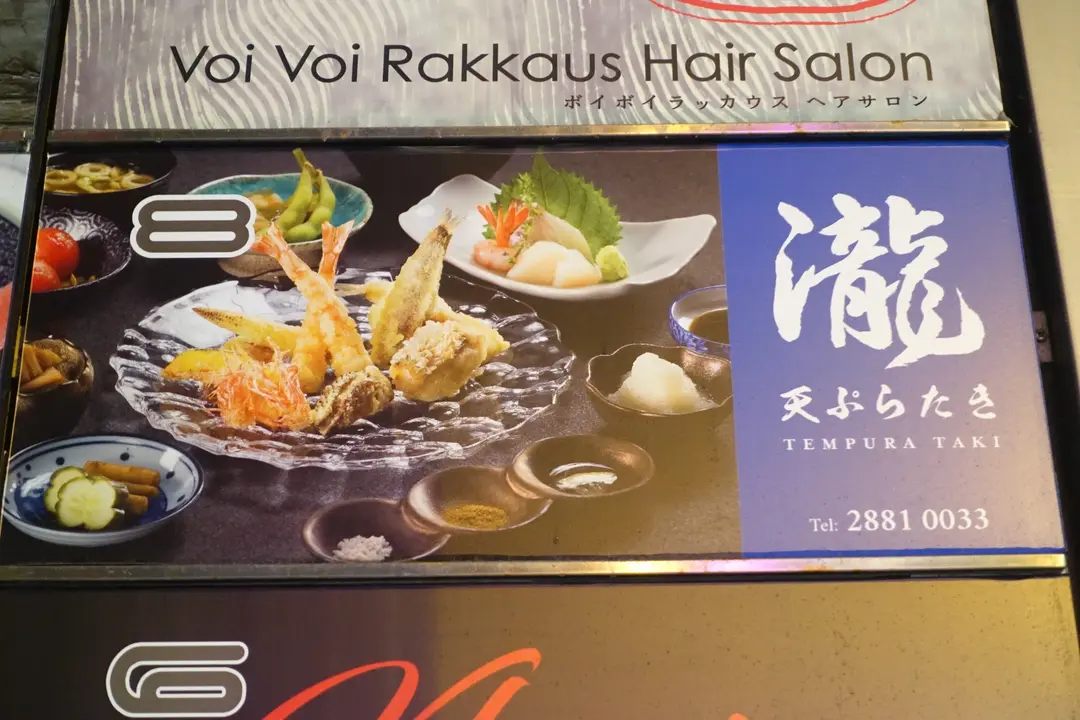 Voi Voi Rakkaus Hair Salon
ボイボイラッカウス ヘアサロン
8
瀧
天ぷらたき
TEMPURA TAKI
Tel: 2881 0033
6